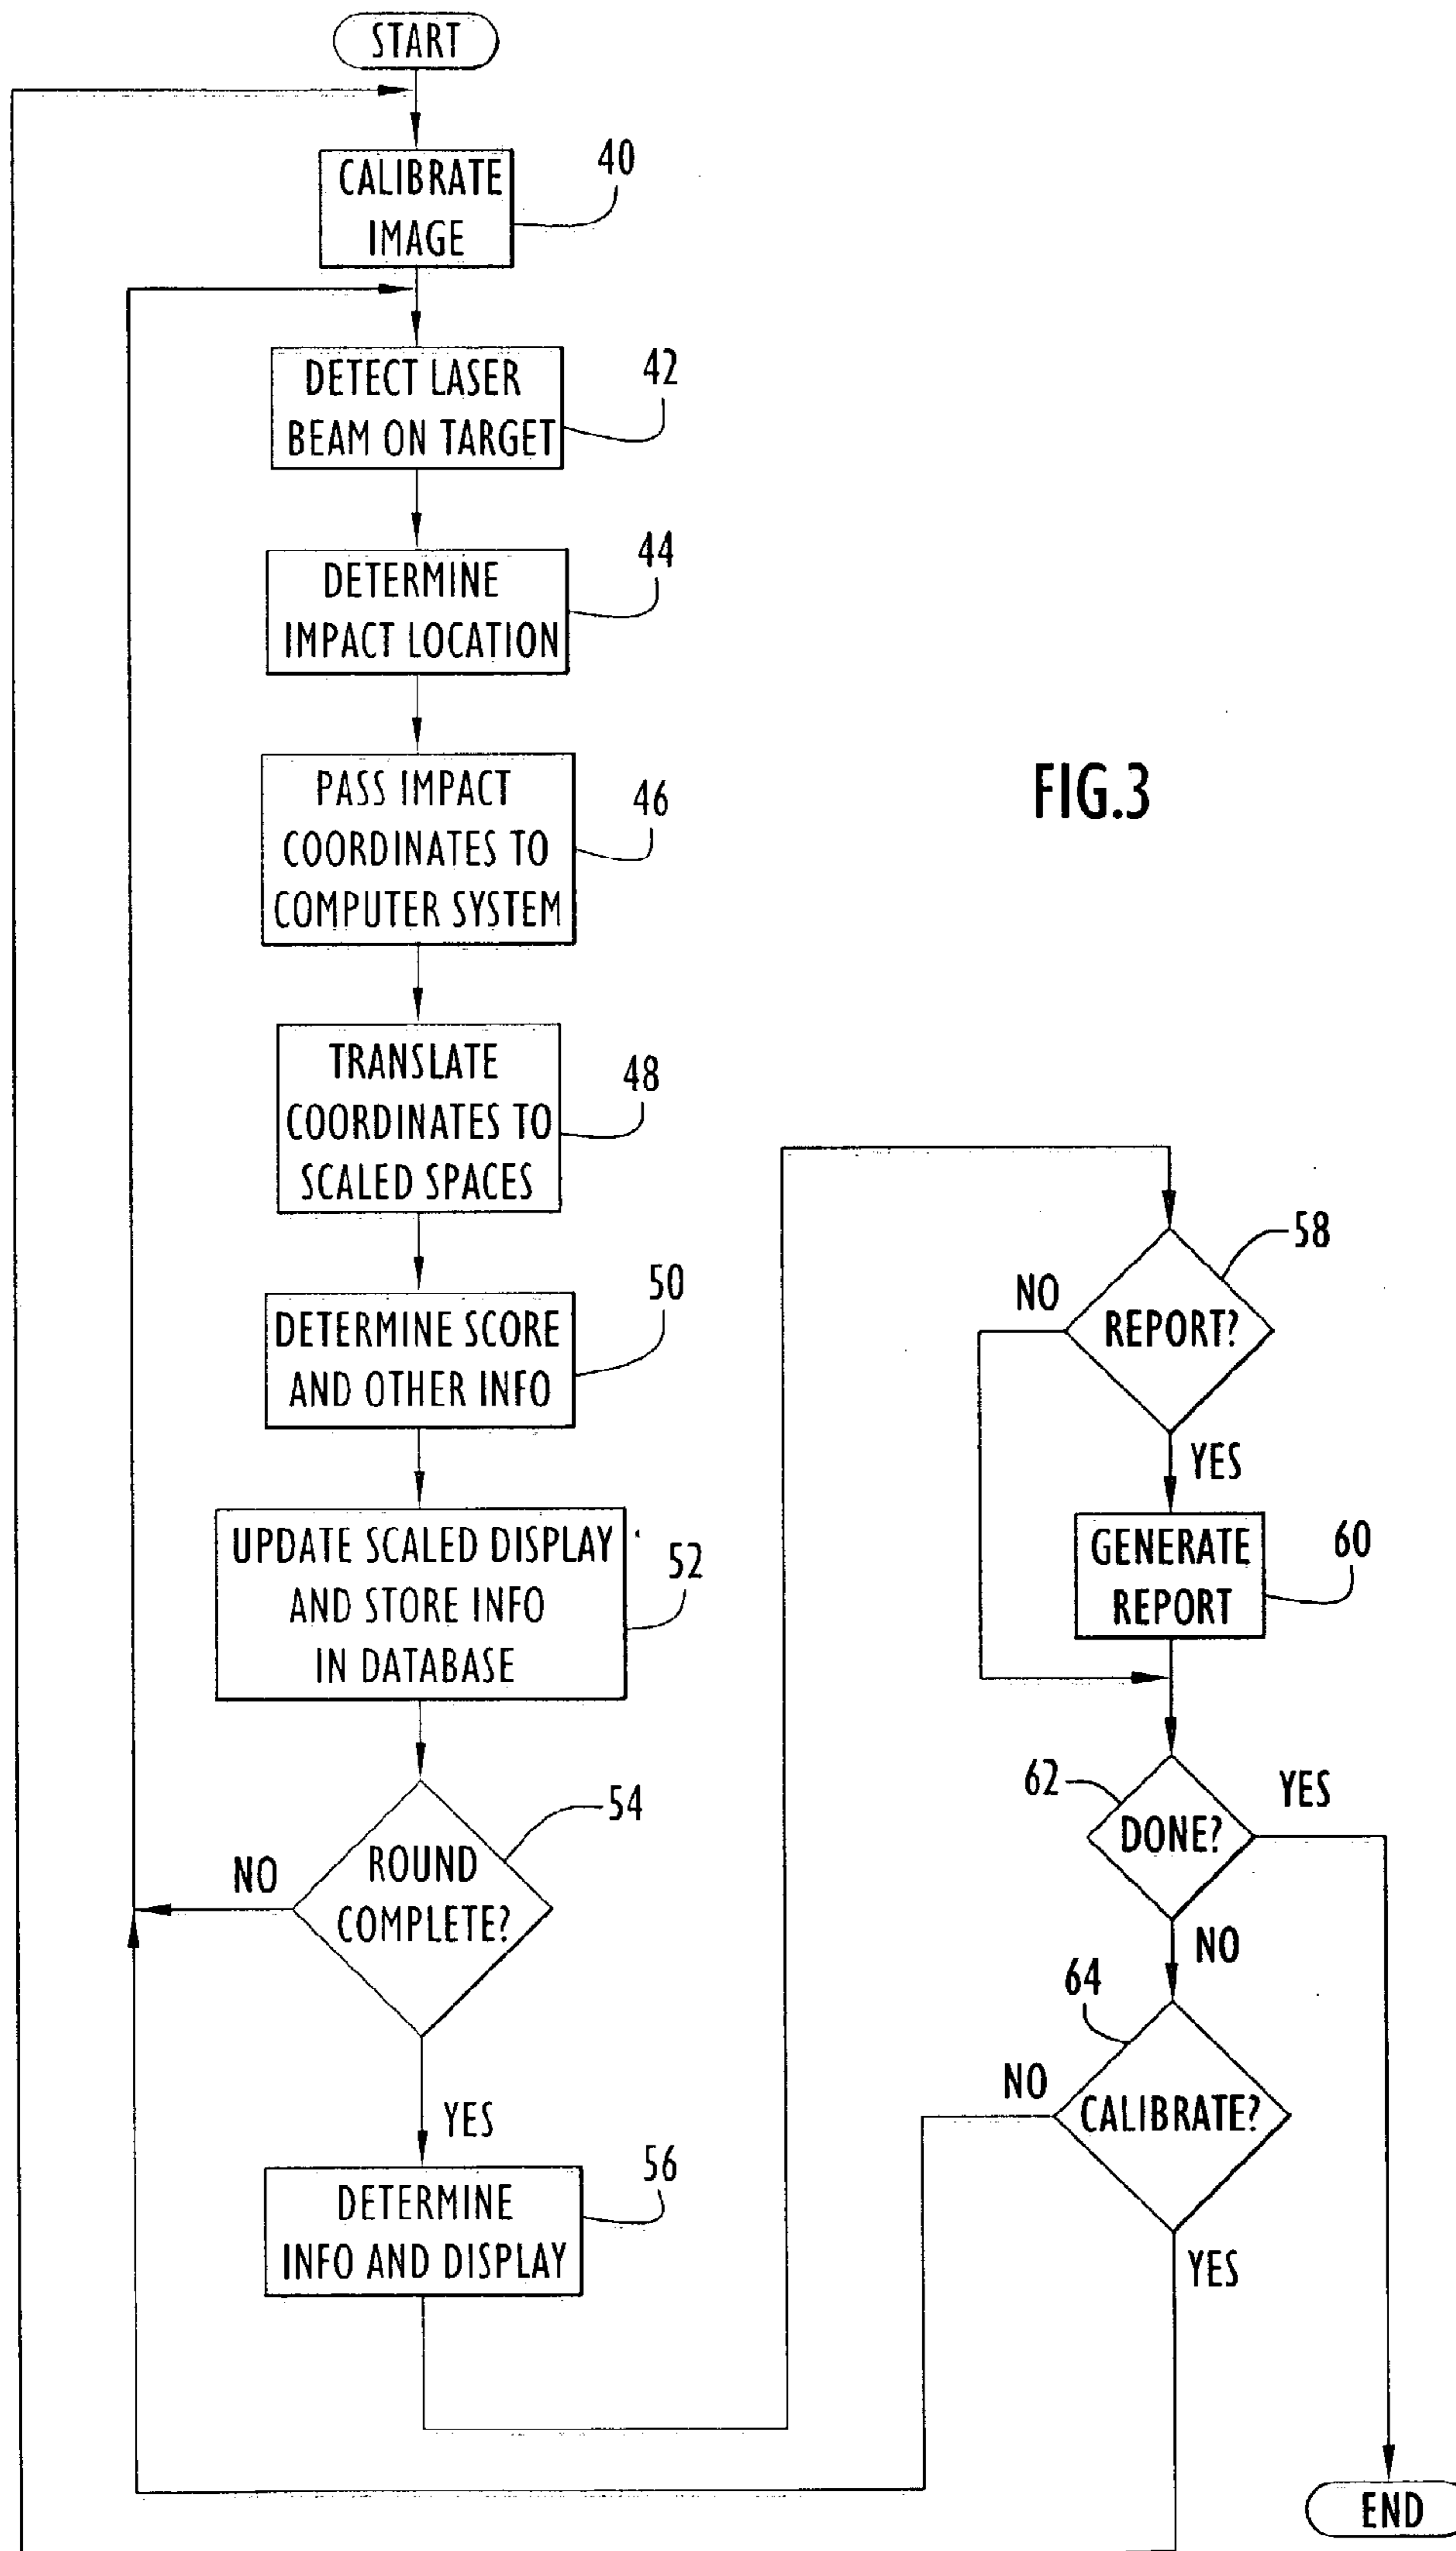 START
CALIBRATE
IMAGE
40
DETECT LASER
BEAM ON TARGET
42
DETERMINE
IMPACT LOCATION
44
PASS IMPACT
COORDINATES TO
COMPUTER SYSTEM
46
FIG.3
TRANSLATE
COORDINATES TO
SCALED SPACES
48
DETERMINE SCORE
AND OTHER INFO
50
UPDATE SCALED DISPLAY
AND STORE INFO
IN DATABASE
52
ROUND
COMPLETE?
54
NO
YES
DETERMINE
INFO AND DISPLAY
56
REPORT?
58
NO
YES
GENERATE
REPORT
60
DONE?
62
YES
NO
CALIBRATE?
64
NO
YES
END